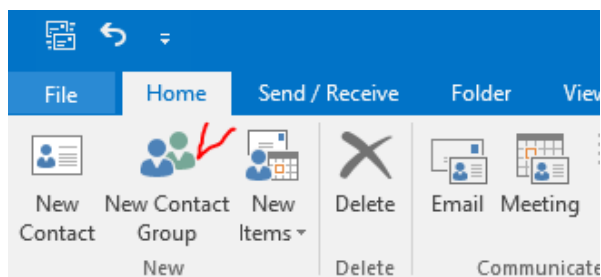 File Home Send / Receive Folder
New Contact
New Contact Group
New Items
Delete
Email
Meeting
New
Delete